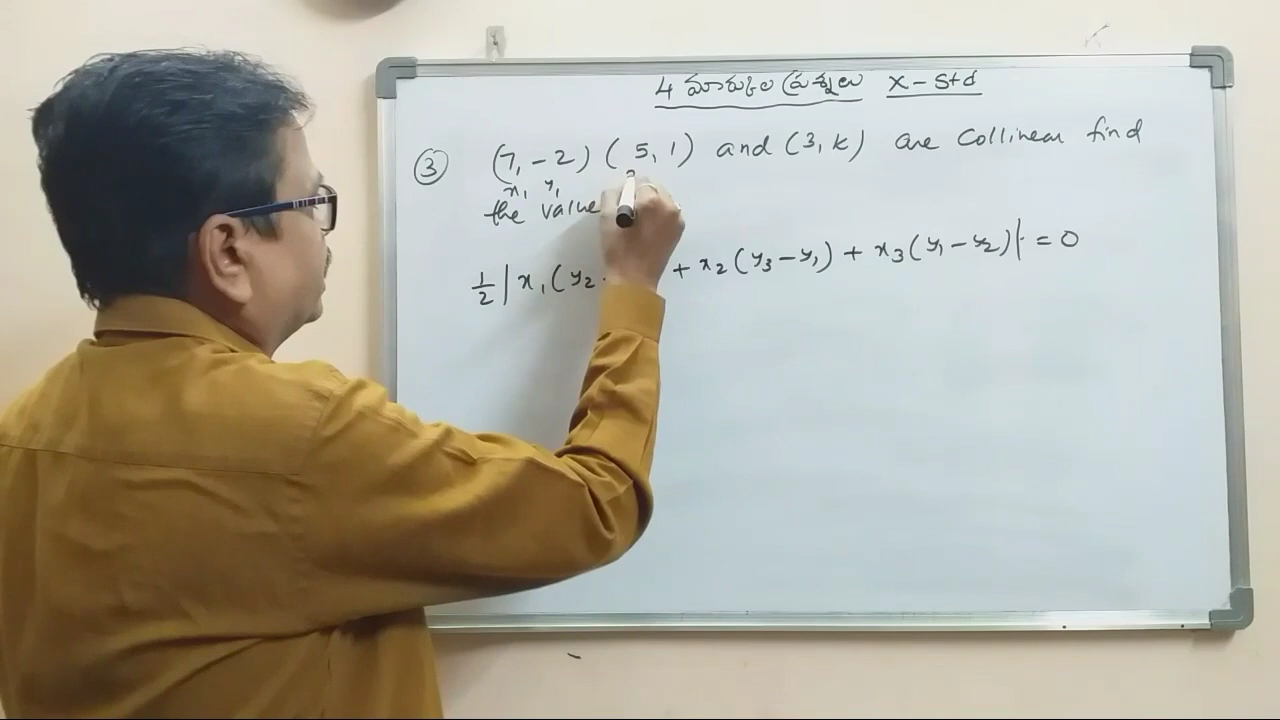 4 మార్కుల ప్రశ్నలు X - Std
③ (7, -2) (5, 1) and (3, k) are collinear find
x₁ y₁
the value
½ | x₁(y₂ + x₂(y₃ - y₁) + x₃(y₁ - y₂)| = 0